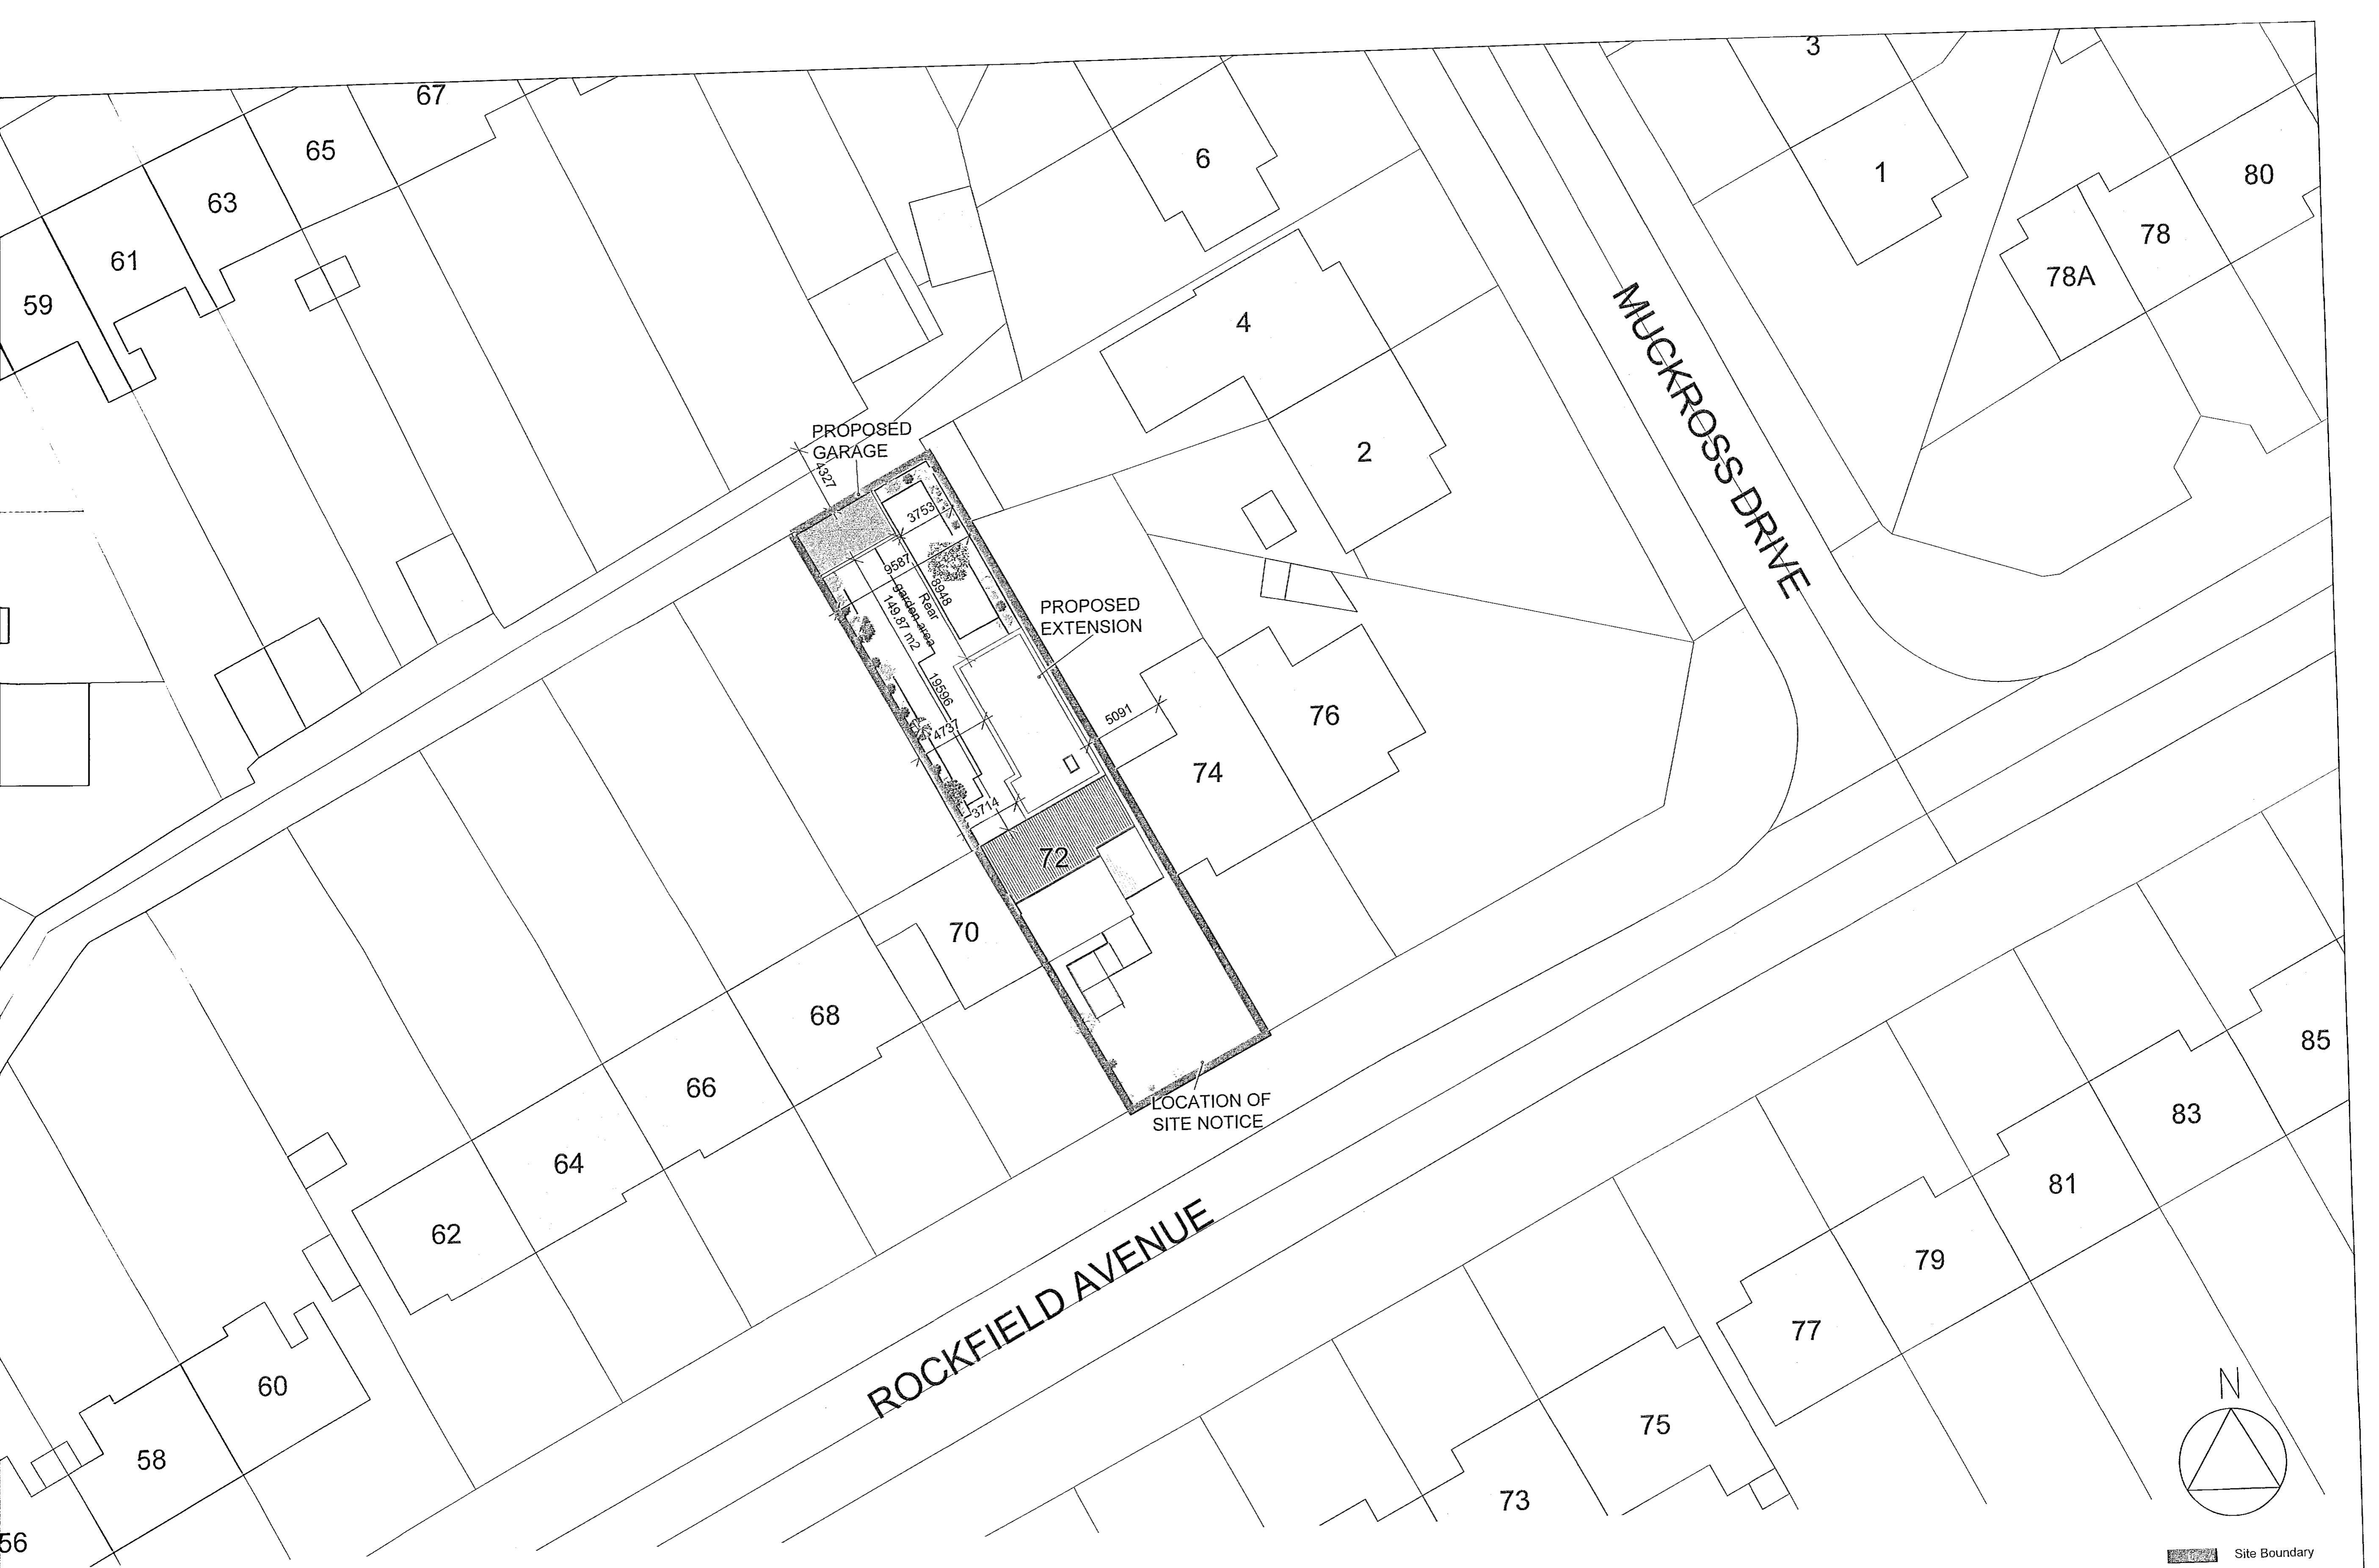 3
67
65
6
63
1
80
61
78
78A
59
4
MUCKROSS DRIVE
PROPOSED
GARAGE
2
4327
3753
9587
8948
Rear
garden area
149.87 m2
PROPOSED
EXTENSION
19596
5091
4737
76
74
3714
72
70
68
85
66
LOCATION OF
SITE NOTICE
83
64
81
62
ROCKFIELD AVENUE
79
77
60
N
75
58
73
56
Site Boundary